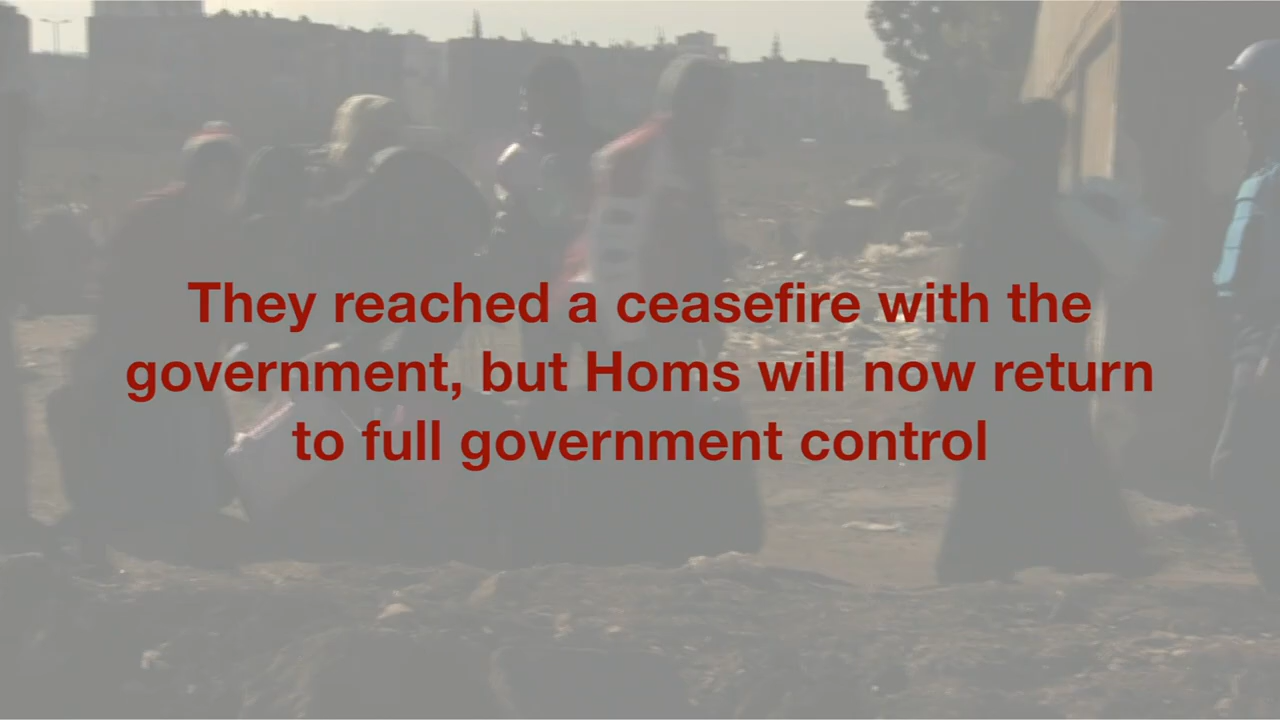 They reached a ceasefire with the
government, but Homs will now return
to full government control